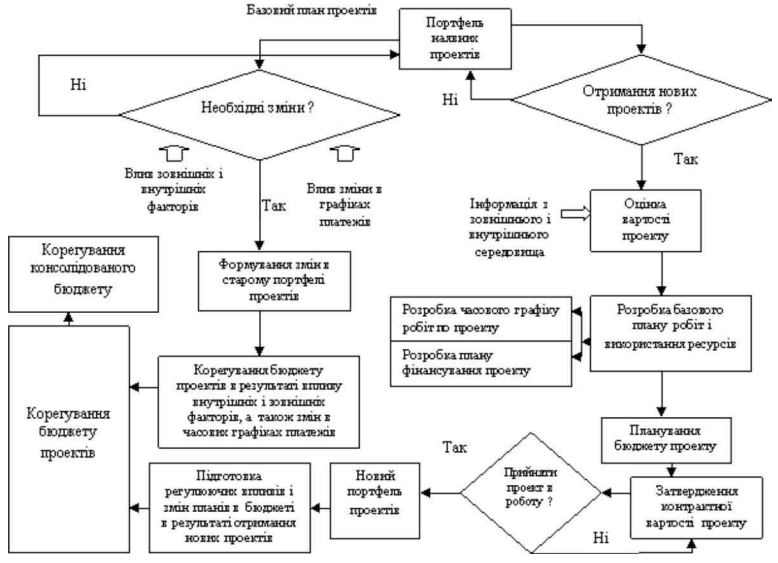 Базовий план проектів
Портфель
наявних
проектів
Ні
Необхідні зміни ?
Ні
Отримання нових
проектів ?
Так
Вплив зовнішніх і
внутрішніх
факторів
Вплив зміни в
графіках
платежів
Так
Інформація з
зовнішнього і
внутрішнього
середовища
Оцінка
вартості
проекту
Корегування
консолідованого
бюджету
Формування змін в
старому портфелі
проектів
Розробка часового графіку
робіт по проекту
Розробка плану
фінансування проекту
Розробка базового
плану робіт і
використання ресурсів
Корегування
бюджету
проектів
Корегування бюджету
проектів в результаті впливу
внутрішніх і зовнішніх
факторів, а також змін в
часових графіках платежів
Планування
бюджету проекту
Так
Прийняти
проект в
роботу ?
Ні
Затвердження
контрактної
вартості проекту
Новий
портфель
проектів
Підготовка
регулюючих впливів і
змін планів в бюджеті
в результаті отримання
нових проектів